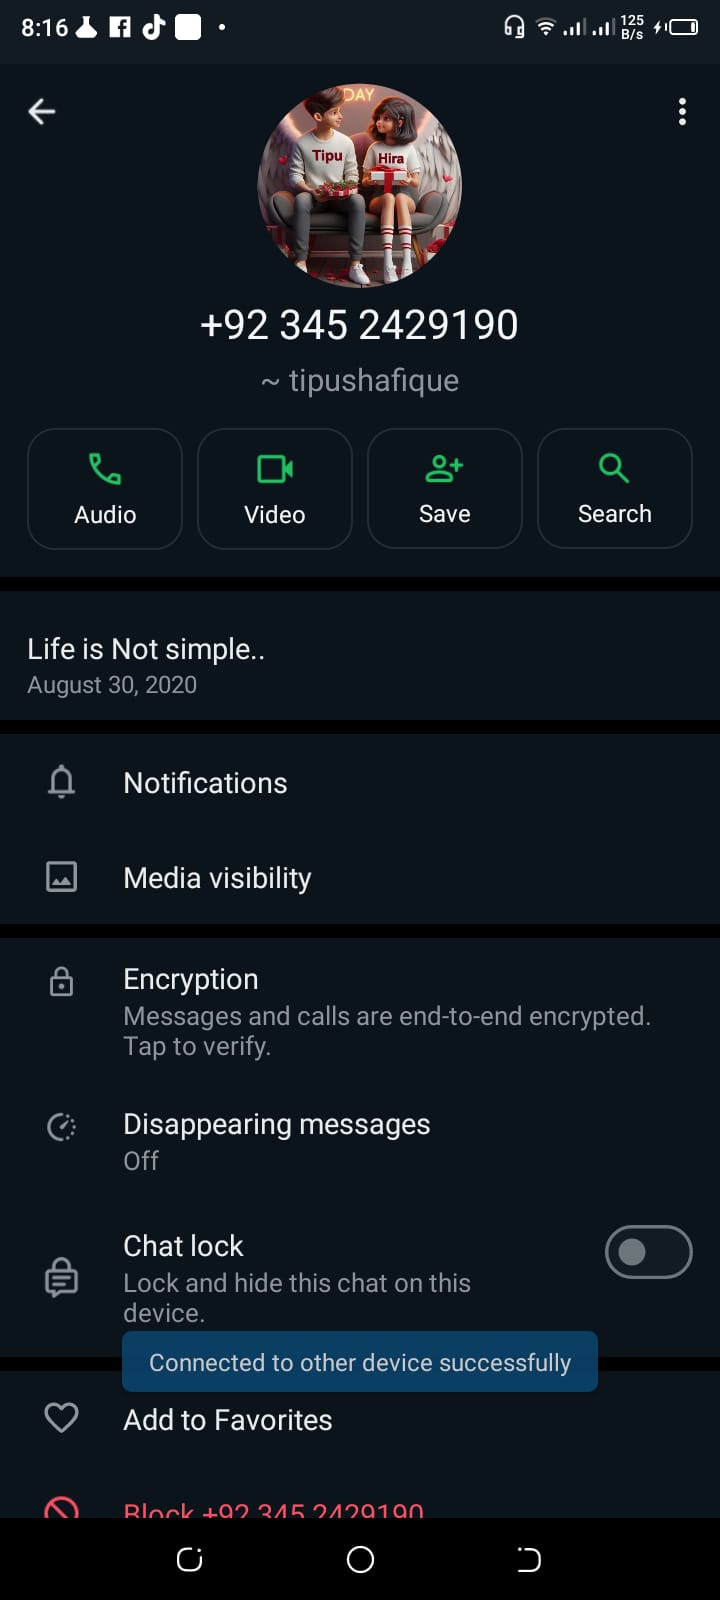 8:16
125
B/s
DAY
Tipu
Hira
+92 345 2429190
~ tipushafique
Audio
Video
Save
Search
Life is Not simple..
August 30, 2020
Notifications
Media visibility
Encryption
Messages and calls are end-to-end encrypted.
Tap to verify.
Disappearing messages
Off
Chat lock
Lock and hide this chat on this
device.
Connected to other device successfully
Add to Favorites
Block +92 345 2429190